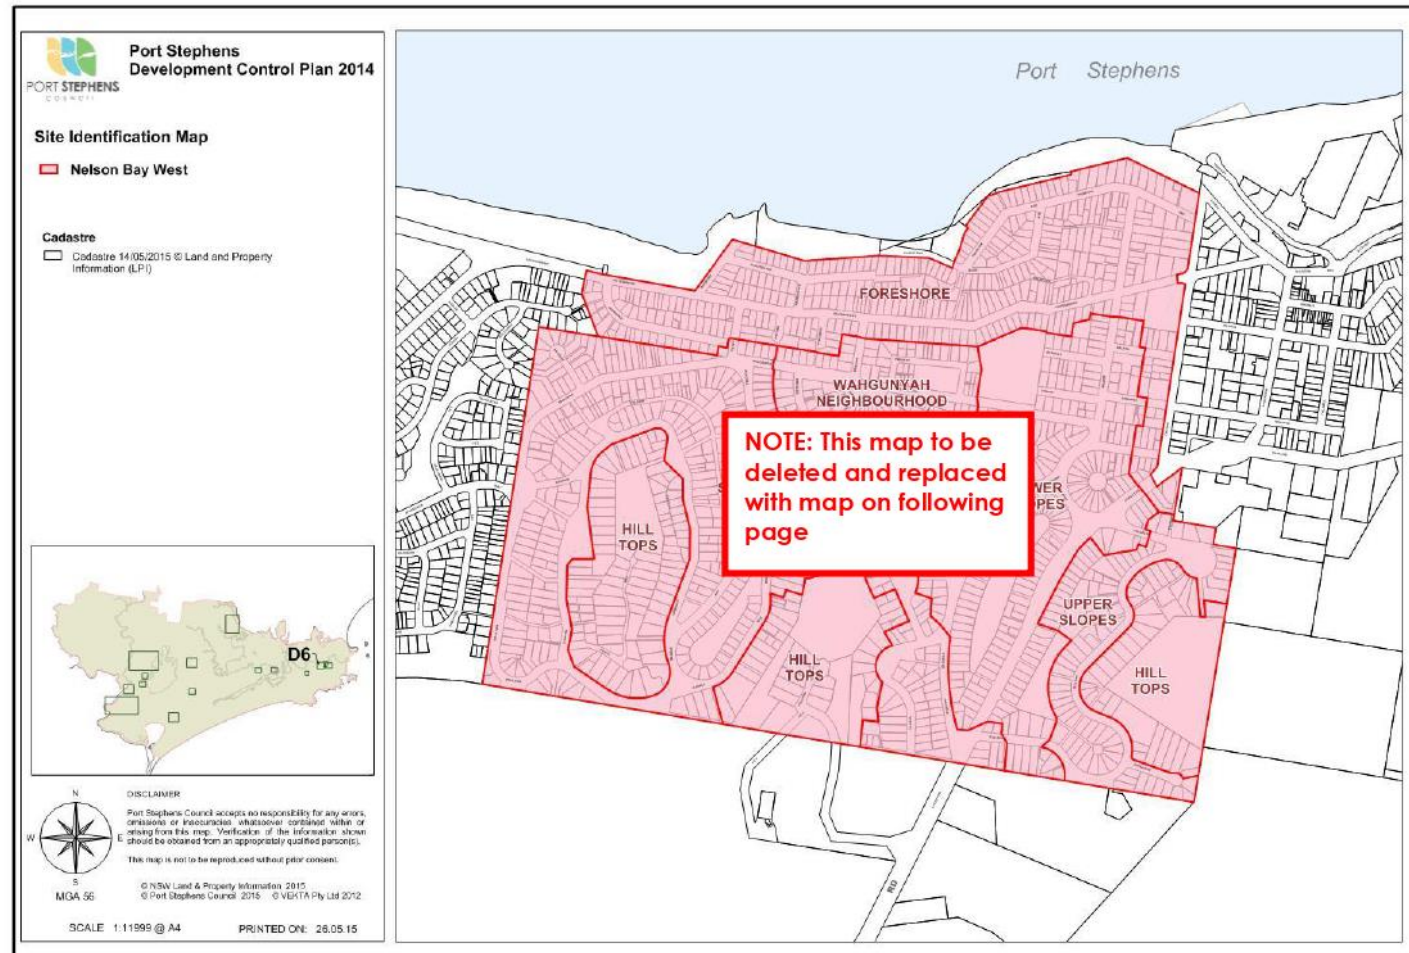 PORT STEPHENS
COUNCIL
Port Stephens
Development Control Plan 2014
Site Identification Map
Nelson Bay West
Cadastre
Cadastre 14/05/2015 © Land and Property
Information (LPI)
D6
N
W
E
S
MGA 56
DISCLAIMER
Port Stephens Council accepts no responsibility for any errors,
omissions or inaccuracies whatsoever contained within or
arising from this map. Verification of the information shown
should be obtained from an appropriately qualified person(s).
This map is not to be reproduced without prior consent.
© NSW Land & Property Information 2015
© Port Stephens Council 2015 © VEKTA Pty Ltd 2012
SCALE 1:11999 @ A4
PRINTED ON: 26.05.15
Port Stephens
FORESHORE
WAHGUNYAH
NEIGHBOURHOOD
NOTE: This map to be
deleted and replaced
with map on following
page
HILL
TOPS
WER
OPES
UPPER
SLOPES
HILL
TOPS
HILL
TOPS
RD